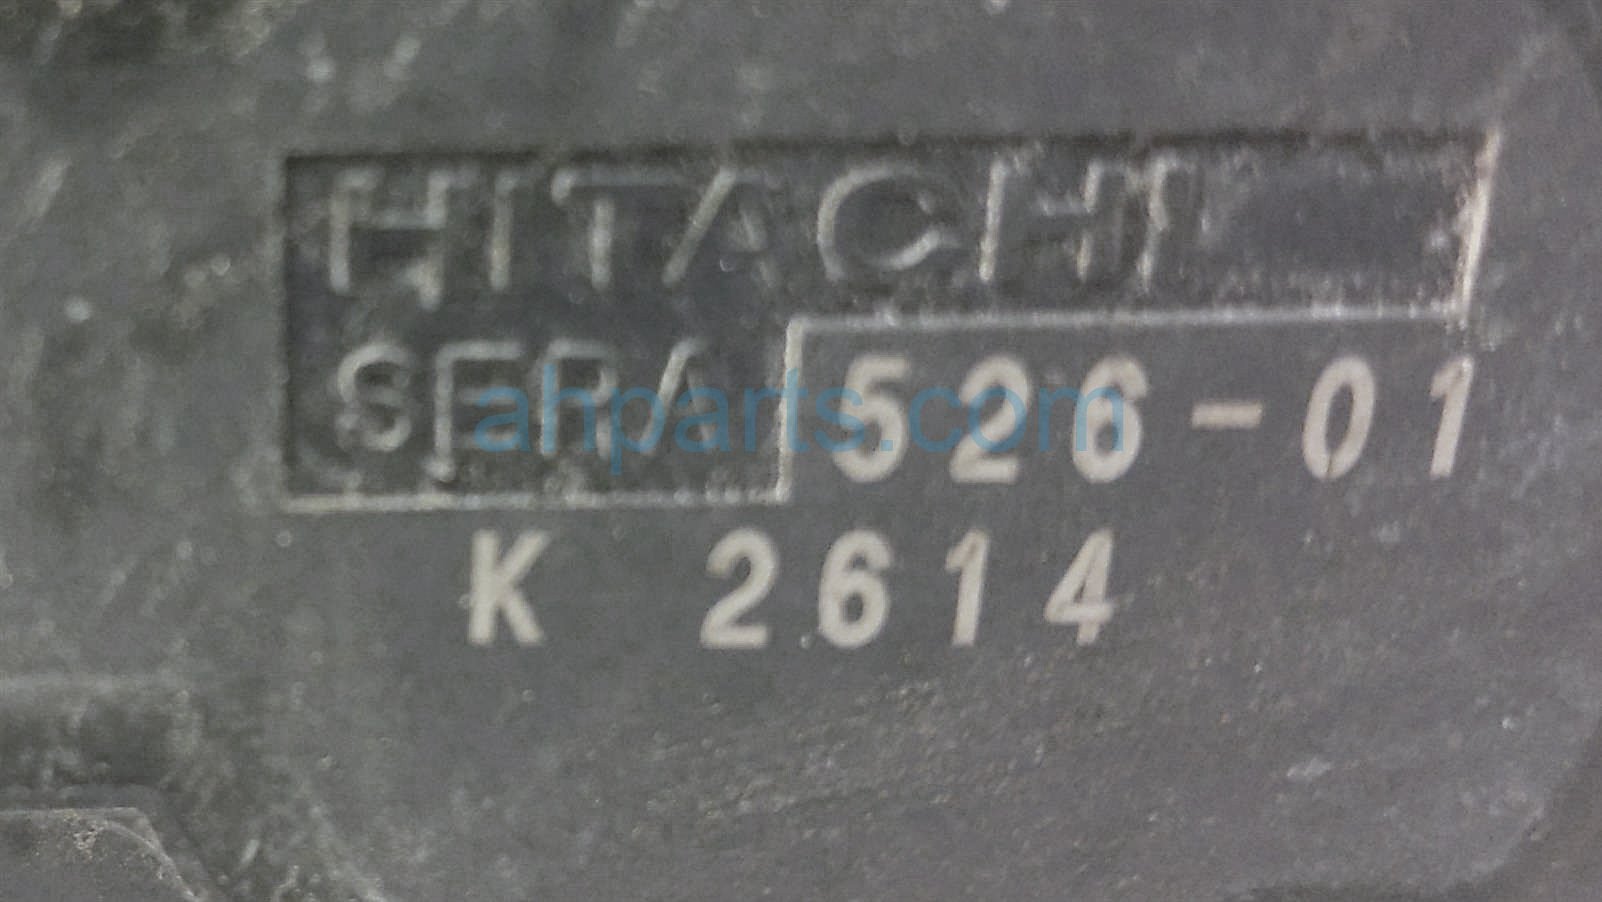 HITACHI
SERA 526-01
K 2614
ahparts.com